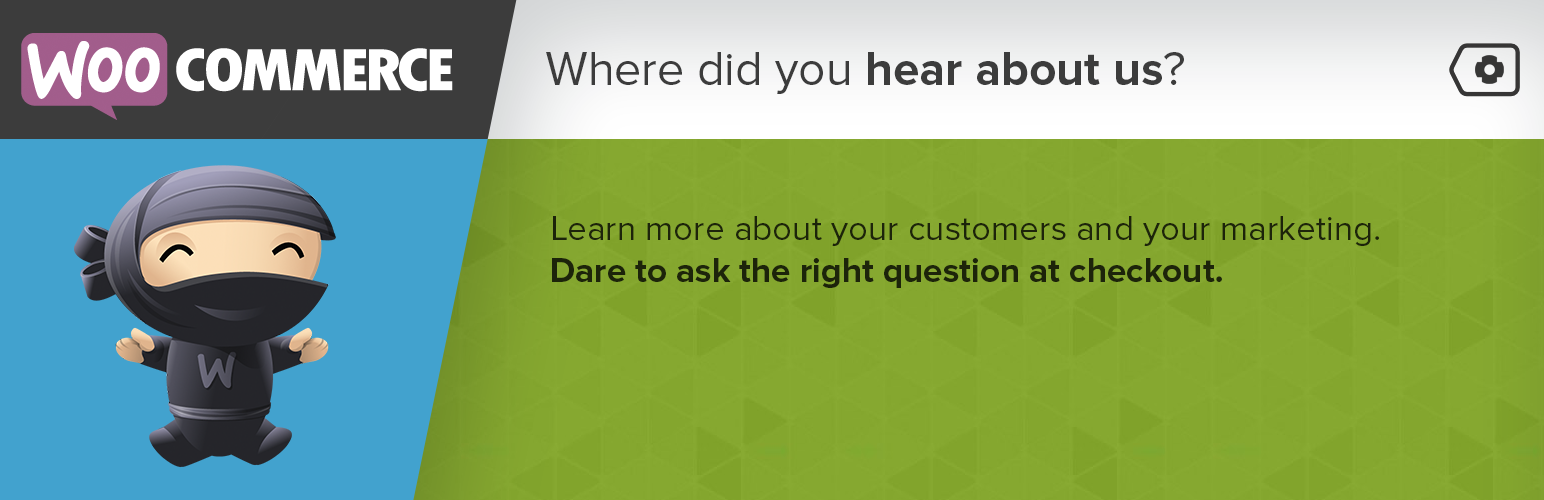 WOO COMMERCE
Where did you hear about us?
Learn more about your customers and your marketing.
Dare to ask the right question at checkout.
W